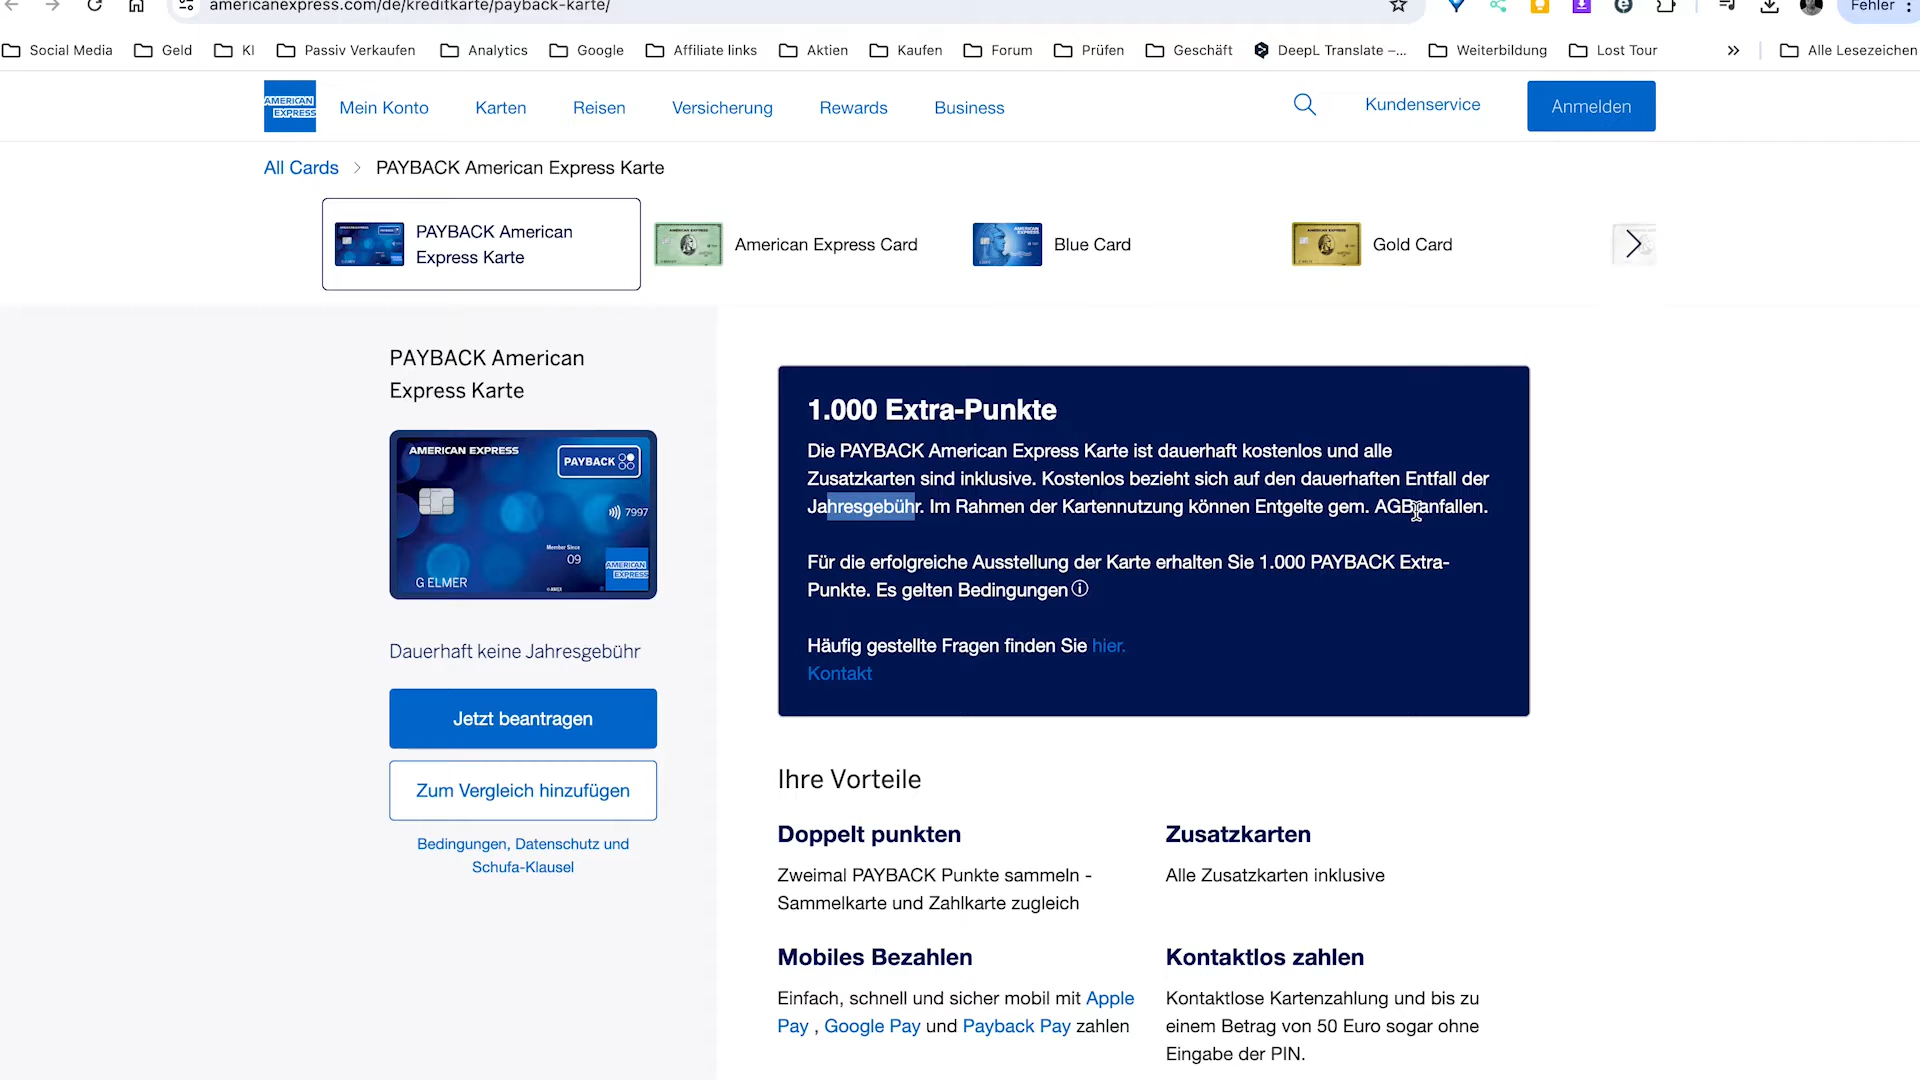 americanexpress.com/de/kreditkarte/payback-karte/
Fehler
Social Media Geld KI Passiv Verkaufen Analytics Google Affiliate links Aktien Kaufen Forum Prüfen Geschäft DeepL Translate –... Weiterbildung Lost Tour » Alle Lesezeichen
AMERICAN EXPRESS Mein Konto Karten Reisen Versicherung Rewards Business Kundenservice Anmelden
All Cards > PAYBACK American Express Karte
PAYBACK American
Express Karte
American Express Card
Blue Card
Gold Card
PAYBACK American
Express Karte
AMERICAN EXPRESS
PAYBACK
7997
Member Since
09
AMERICAN
EXPRESS
G ELMER
Dauerhaft keine Jahresgebühr
Jetzt beantragen
Zum Vergleich hinzufügen
Bedingungen, Datenschutz und
Schufa-Klausel
1.000 Extra-Punkte
Die PAYBACK American Express Karte ist dauerhaft kostenlos und alle
Zusatzkarten sind inklusive. Kostenlos bezieht sich auf den dauerhaften Entfall der
Jahresgebühr. Im Rahmen der Kartennutzung können Entgelte gem. AGB anfallen.
Für die erfolgreiche Ausstellung der Karte erhalten Sie 1.000 PAYBACK Extra-
Punkte. Es gelten Bedingungen
Häufig gestellte Fragen finden Sie hier.
Kontakt
Ihre Vorteile
Doppelt punkten
Zweimal PAYBACK Punkte sammeln -
Sammelkarte und Zahlkarte zugleich
Zusatzkarten
Alle Zusatzkarten inklusive
Mobiles Bezahlen
Einfach, schnell und sicher mobil mit Apple
Pay , Google Pay und Payback Pay zahlen
Kontaktlos zahlen
Kontaktlose Kartenzahlung und bis zu
einem Betrag von 50 Euro sogar ohne
Eingabe der PIN.